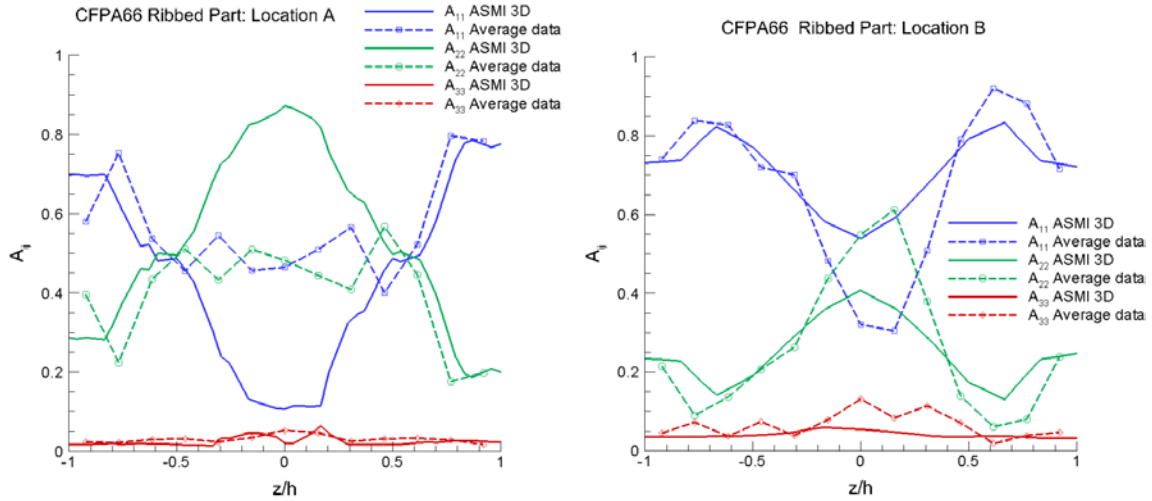 CFPA66 Ribbed Part: Location A
A₁₁ ASMI 3D
A₁₁ Average data
A₂₂ ASMI 3D
A₂₂ Average data
A₃₃ ASMI 3D
A₃₃ Average data
1
0.8
0.6
0.4
0.2
0
Aᵢⱼ
-1 -0.5 0 0.5 1
z/h
CFPA66 Ribbed Part: Location B
1
0.8
0.6
0.4
0.2
0
Aᵢⱼ
A₁₁ ASMI 3D
A₁₁ Average data
A₂₂ ASMI 3D
A₂₂ Average data
A₃₃ ASMI 3D
A₃₃ Average data
-1 -0.5 0 0.5 1
z/h